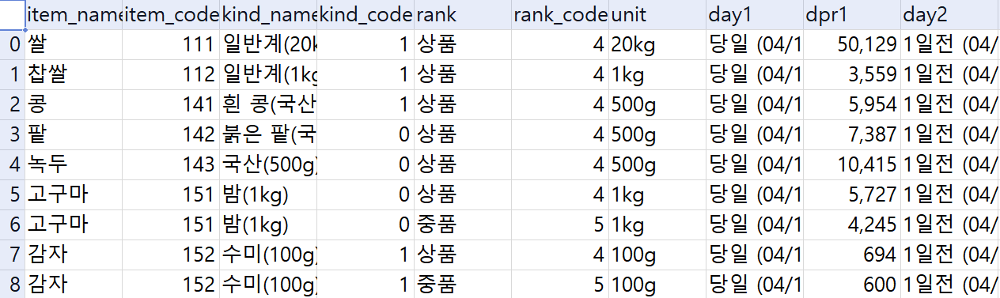 item_name item_code kind_name kind_code rank rank_code unit day1 dpr1 day2
0 쌀 111 일반계(20k 1 상품 4 20kg 당일 (04/1 50,129 1일전 (04/
1 찹쌀 112 일반계(1kg 1 상품 4 1kg 당일 (04/1 3,559 1일전 (04/
2 콩 141 흰 콩(국산 1 상품 4 500g 당일 (04/1 5,954 1일전 (04/
3 팥 142 붉은 팥(국 0 상품 4 500g 당일 (04/1 7,387 1일전 (04/
4 녹두 143 국산(500g) 0 상품 4 500g 당일 (04/1 10,415 1일전 (04/
5 고구마 151 밤(1kg) 0 상품 4 1kg 당일 (04/1 5,727 1일전 (04/
6 고구마 151 밤(1kg) 0 중품 5 1kg 당일 (04/1 4,245 1일전 (04/
7 감자 152 수미(100g) 1 상품 4 100g 당일 (04/1 694 1일전 (04/
8 감자 152 수미(100g) 1 중품 5 100g 당일 (04/1 600 1일전 (04/